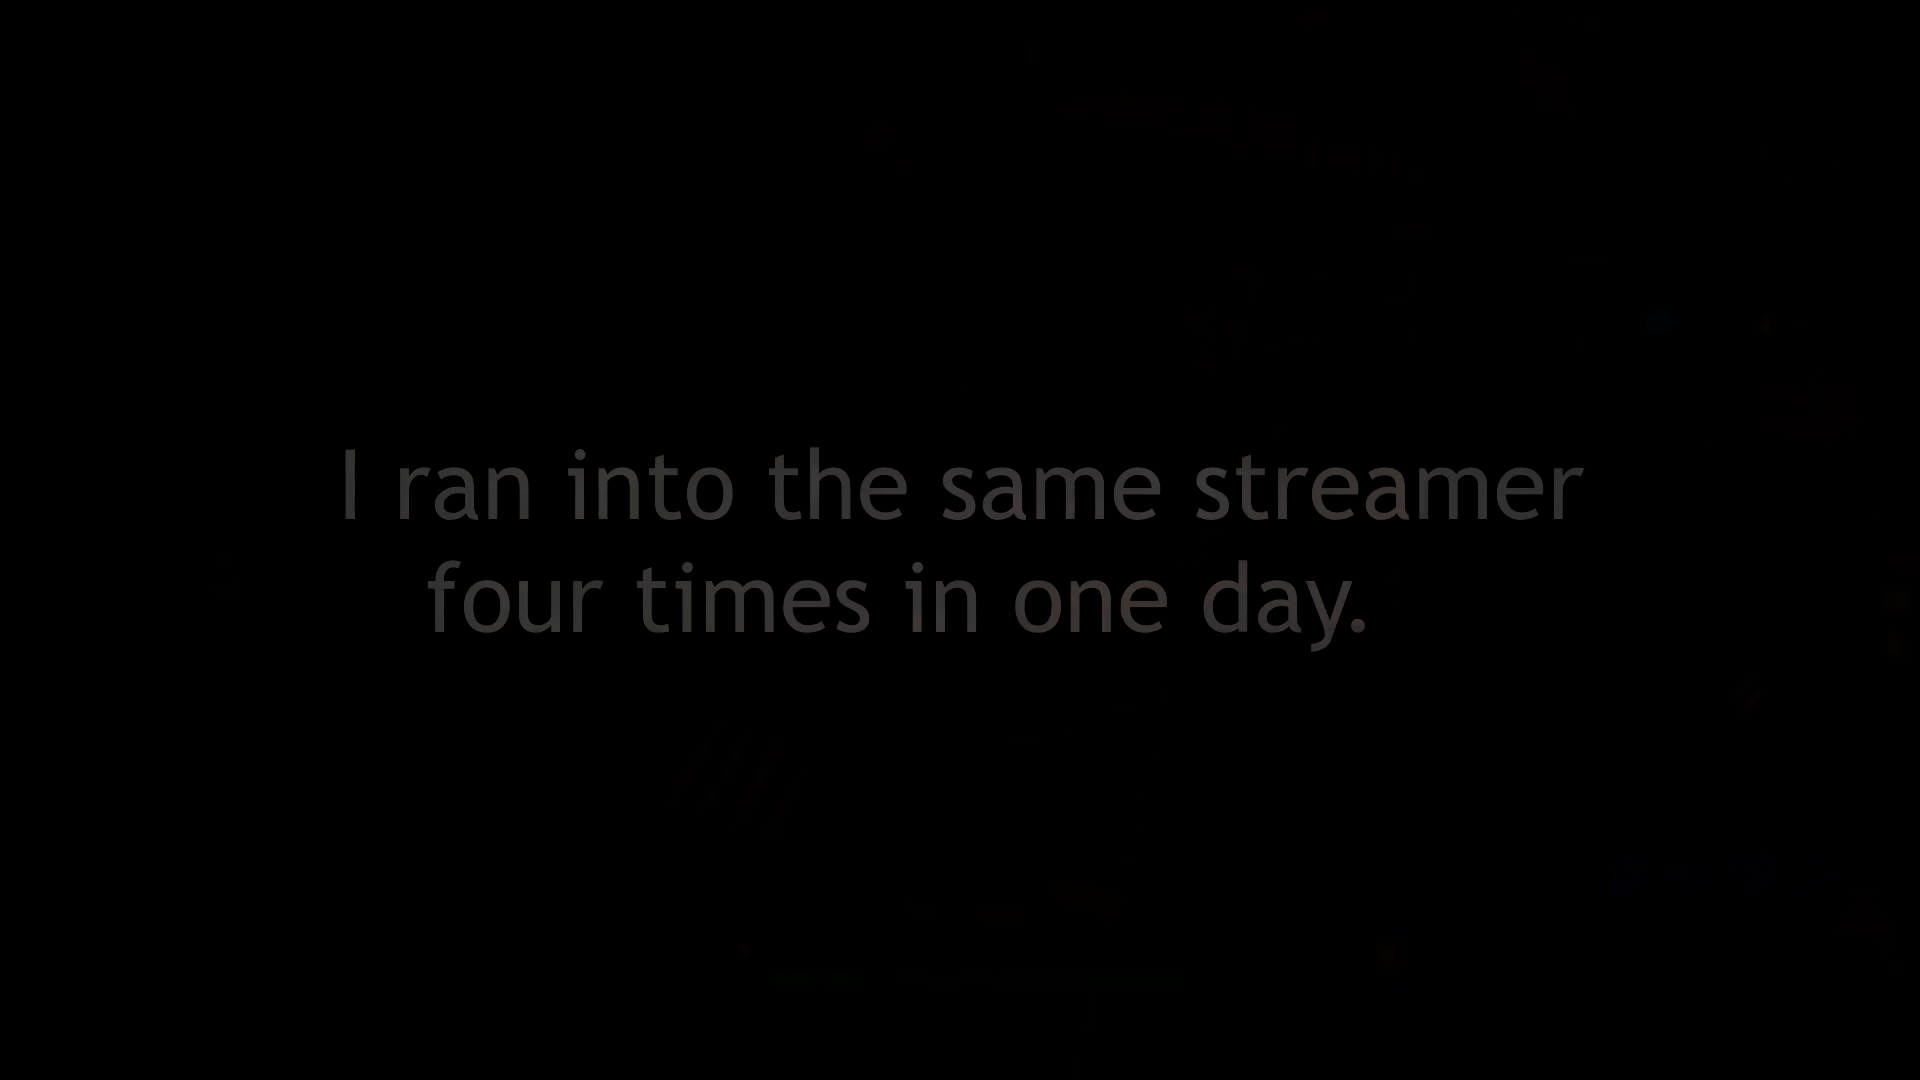 I ran into the same streamer
four times in one day.